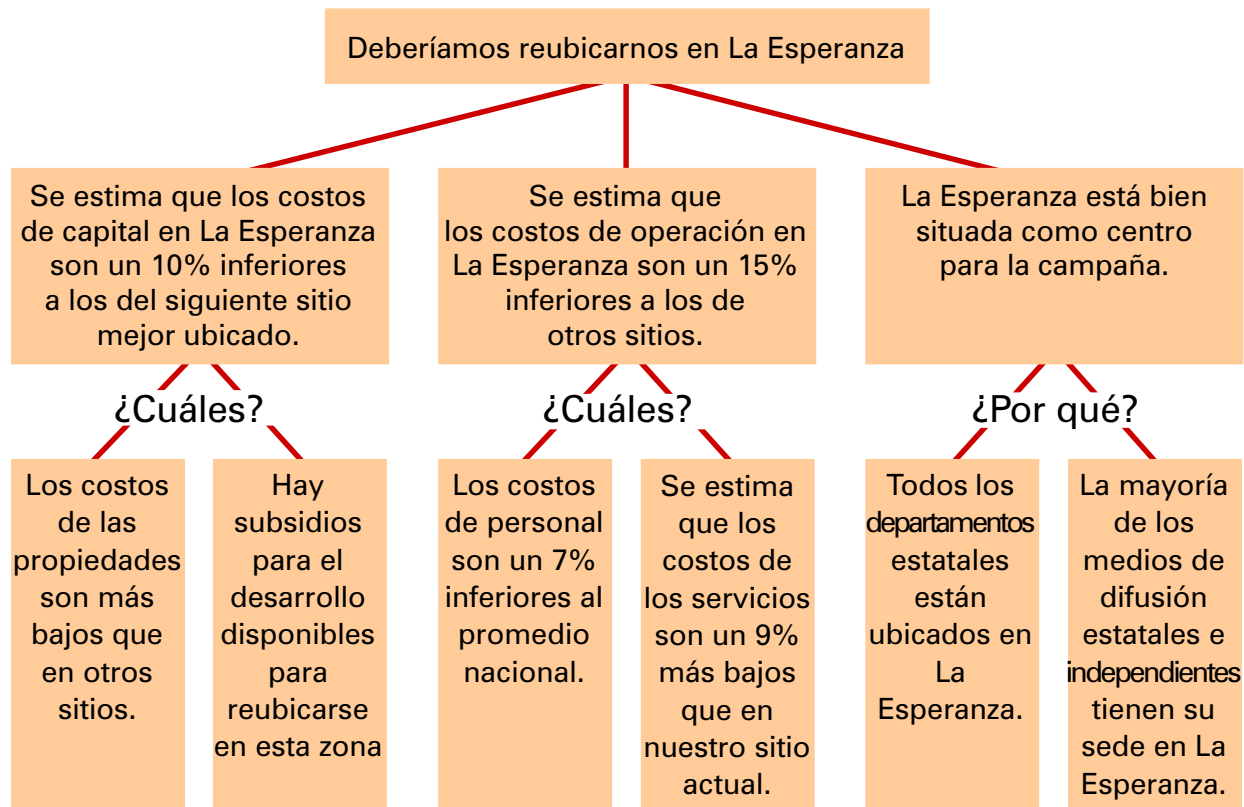 Deberíamos reubicarnos en La Esperanza
Se estima que los costos
de capital en La Esperanza
son un 10% inferiores
a los del siguiente sitio
mejor ubicado.
Se estima que
los costos de operación en
La Esperanza son un 15%
inferiores a los de
otros sitios.
La Esperanza está bien
situada como centro
para la campaña.
¿Cuáles?
¿Cuáles?
¿Por qué?
Los costos
de las
propiedades
son más
bajos que
en otros
sitios.
Hay
subsidios
para el
desarrollo
disponibles
para
reubicarse
en esta zona
Los costos
de personal
son un 7%
inferiores al
promedio
nacional.
Se estima
que los
costos de
los servicios
son un 9%
más bajos
que en
nuestro sitio
actual.
Todos los
departamentos
estatales
están
ubicados en
La
Esperanza.
La mayoría
de los
medios de
difusión
estatales e
independientes
tienen su
sede en La
Esperanza.